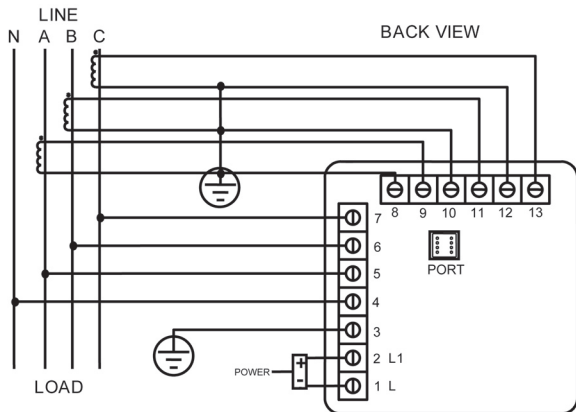 LINE
N A B C
BACK VIEW
8 9 10 11 12 13
PORT
7
6
5
4
3
2 L1
POWER + -
1 L
LOAD